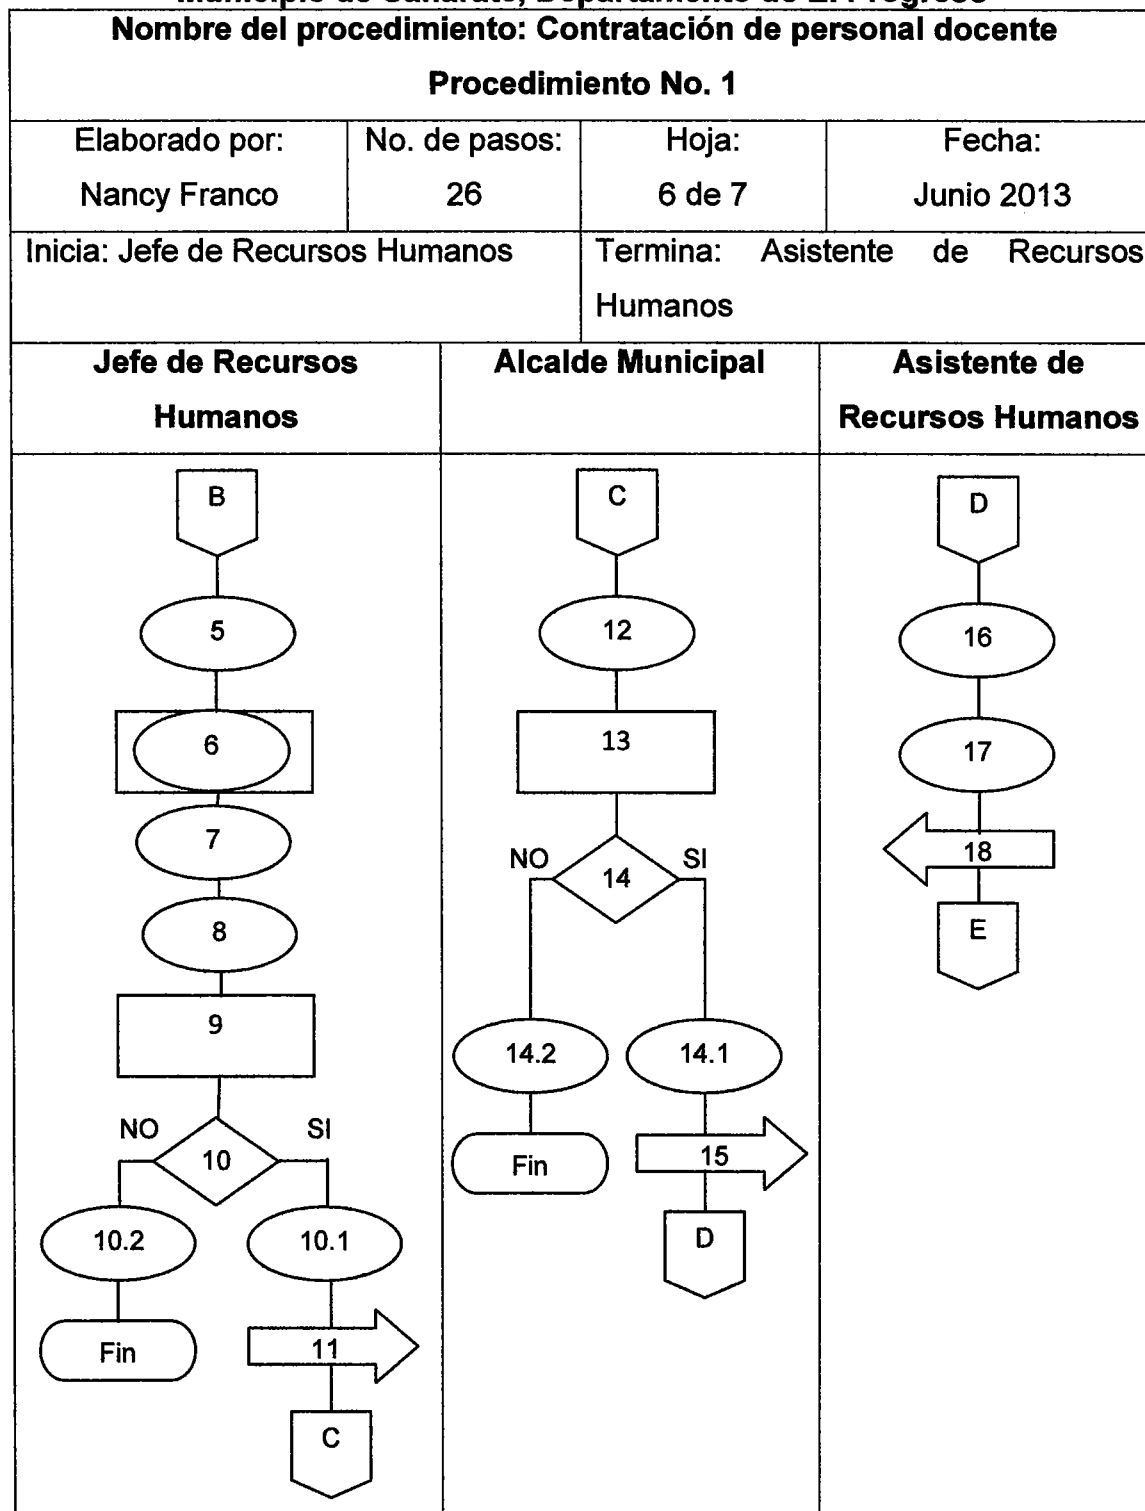 Nombre del procedimiento: Contratación de personal docente
Procedimiento No. 1
Elaborado por:
Nancy Franco
No. de pasos:
26
Hoja:
6 de 7
Fecha:
Junio 2013
Inicia: Jefe de Recursos Humanos
Termina: Asistente de Recursos
Humanos
Jefe de Recursos
Humanos
Alcalde Municipal
Asistente de
Recursos Humanos
B
5
6
7
8
9
NO
SI
10
10.2
10.1
Fin
11
C
C
12
13
NO
SI
14
14.2
14.1
Fin
15
D
D
16
17
18
E